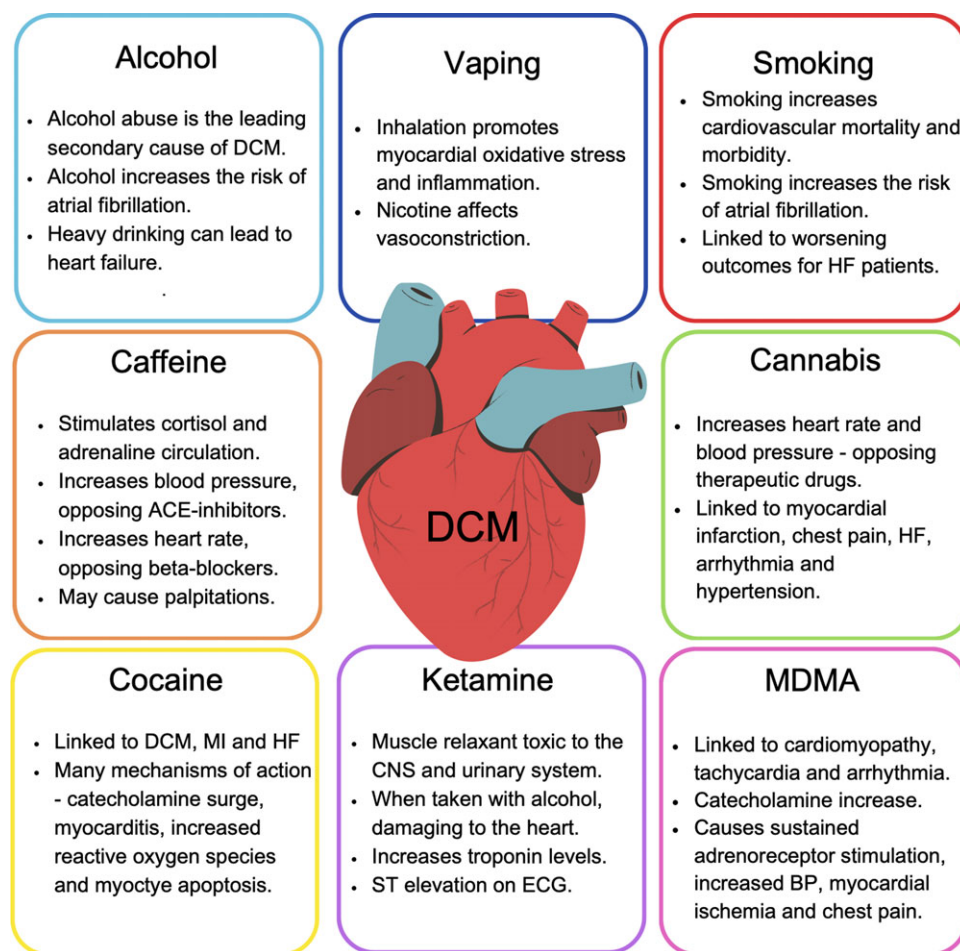 Alcohol
• Alcohol abuse is the leading
secondary cause of DCM.
• Alcohol increases the risk of
atrial fibrillation.
• Heavy drinking can lead to
heart failure.
.
Vaping
• Inhalation promotes
myocardial oxidative stress
and inflammation.
• Nicotine affects
vasoconstriction.
Smoking
• Smoking increases
cardiovascular mortality and
morbidity.
• Smoking increases the risk
of atrial fibrillation.
• Linked to worsening
outcomes for HF patients.
Caffeine
• Stimulates cortisol and
adrenaline circulation.
• Increases blood pressure,
opposing ACE-inhibitors.
• Increases heart rate,
opposing beta-blockers.
• May cause palpitations.
DCM
Cannabis
• Increases heart rate and
blood pressure - opposing
therapeutic drugs.
• Linked to myocardial
infarction, chest pain, HF,
arrhythmia and
hypertension.
Cocaine
• Linked to DCM, MI and HF
• Many mechanisms of action
- catecholamine surge,
myocarditis, increased
reactive oxygen species
and myoctye apoptosis.
Ketamine
• Muscle relaxant toxic to the
CNS and urinary system.
• When taken with alcohol,
damaging to the heart.
• Increases troponin levels.
• ST elevation on ECG.
MDMA
• Linked to cardiomyopathy,
tachycardia and arrhythmia.
• Catecholamine increase.
• Causes sustained
adrenoreceptor stimulation,
increased BP, myocardial
ischemia and chest pain.